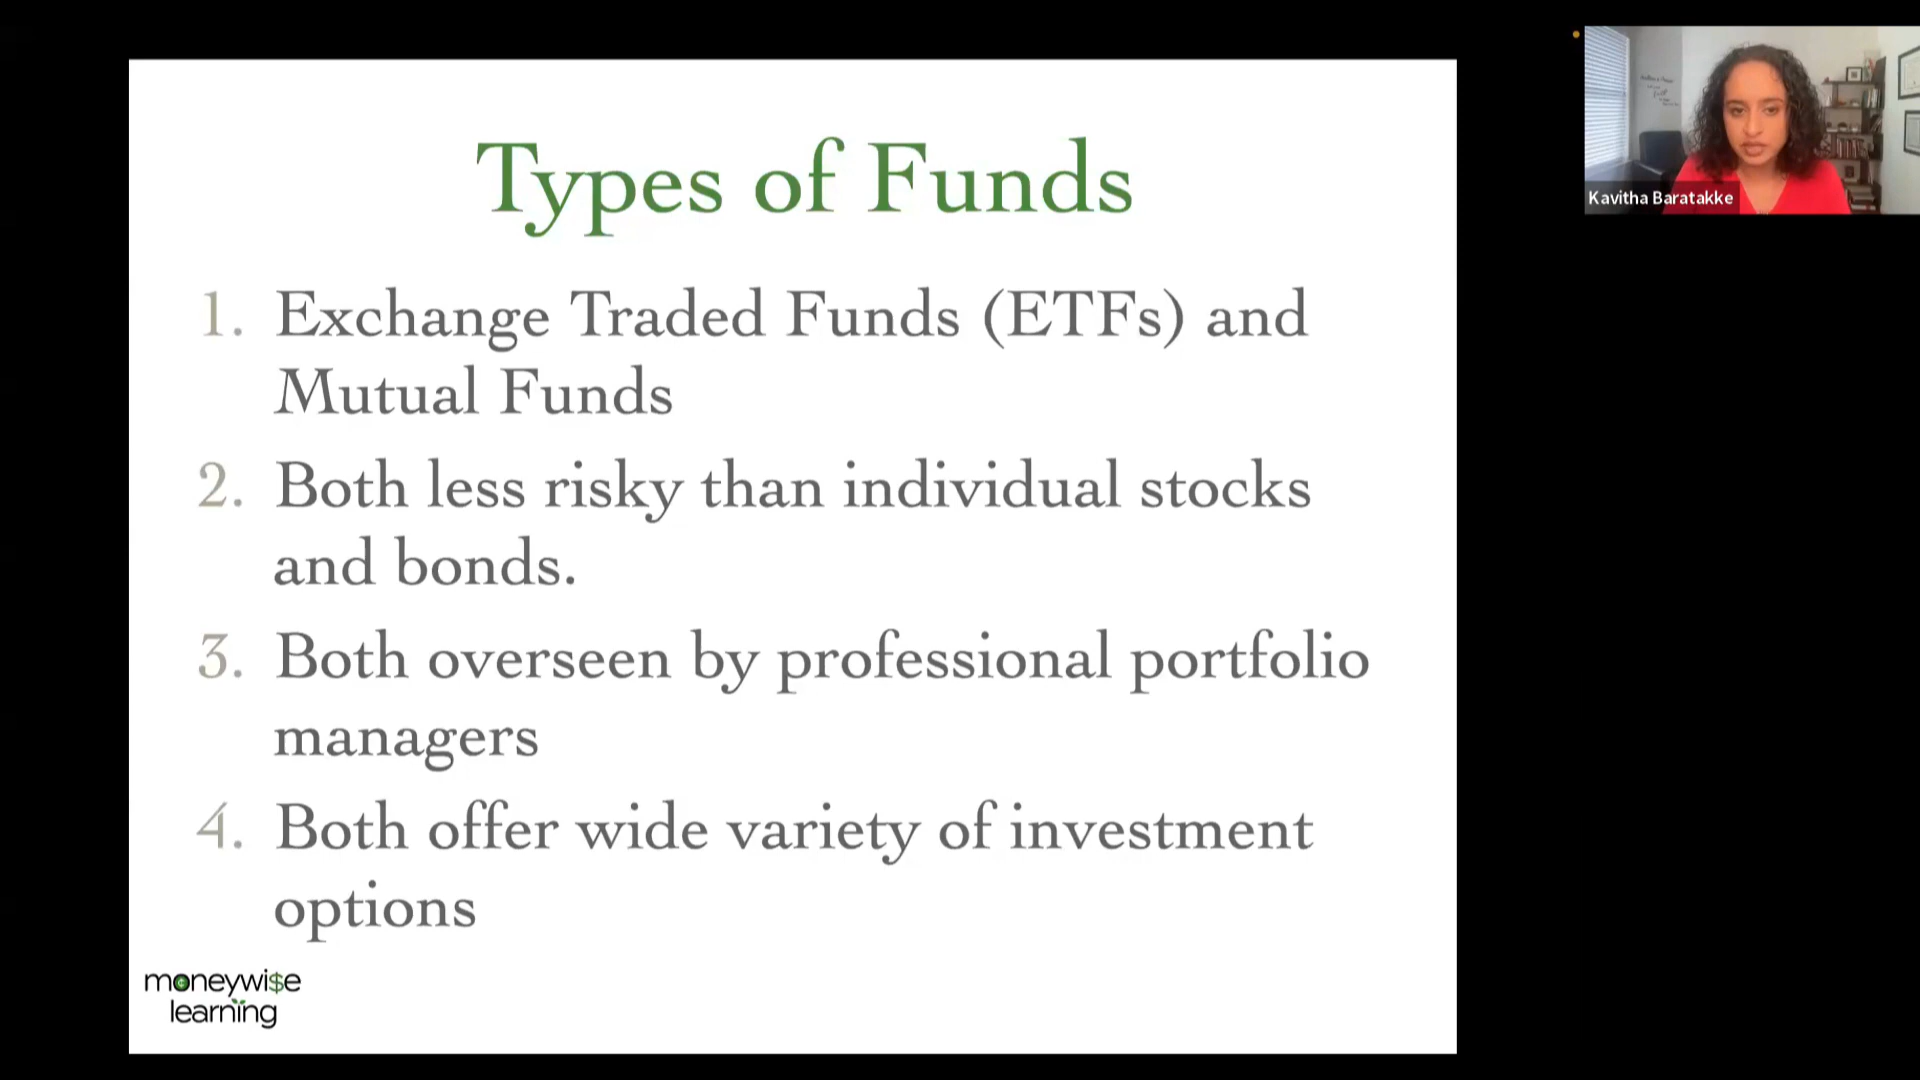 Types of Funds
1. Exchange Traded Funds (ETFs) and
Mutual Funds
2. Both less risky than individual stocks
and bonds.
3. Both overseen by professional portfolio
managers
4. Both offer wide variety of investment
options
moneywi$e
learning
Kavitha Baratakke